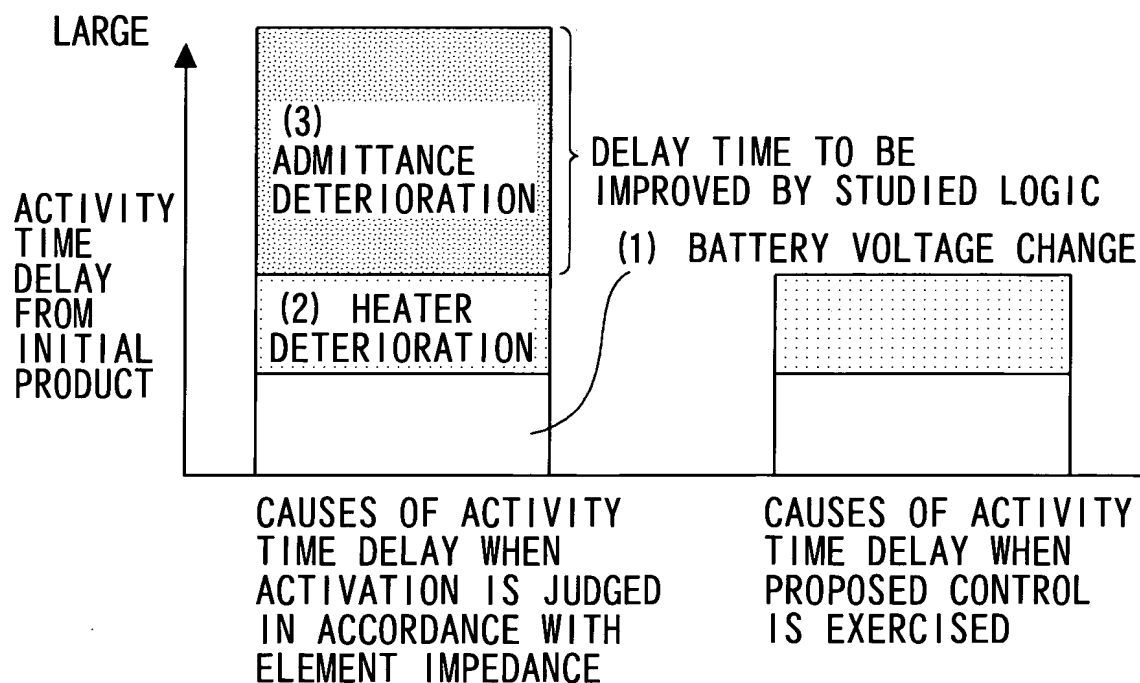 LARGE
ACTIVITY
TIME
DELAY
FROM
INITIAL
PRODUCT
(3)
ADMITTANCE
DETERIORATION
DELAY TIME TO BE
IMPROVED BY STUDIED LOGIC
(1) BATTERY VOLTAGE CHANGE
(2) HEATER
DETERIORATION
CAUSES OF ACTIVITY
TIME DELAY WHEN
ACTIVATION IS JUDGED
IN ACCORDANCE WITH
ELEMENT IMPEDANCE
CAUSES OF ACTIVITY
TIME DELAY WHEN
PROPOSED CONTROL
IS EXERCISED